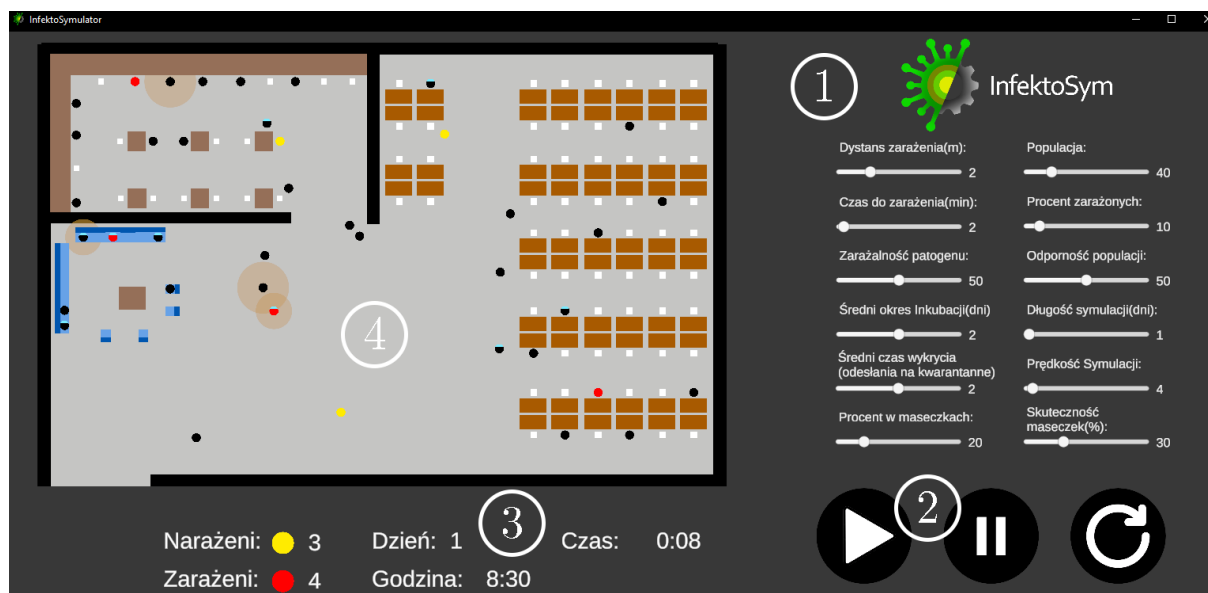 InfektoSymulator
1
InfektoSym
Dystans zarażenia(m):
2
Populacja:
40
Czas do zarażenia(min):
2
Procent zarażonych:
10
Zarażalność patogenu:
50
Odporność populacji:
50
Średni okres Inkubacji(dni)
2
Długość symulacji(dni):
1
Średni czas wykrycia
(odesłania na kwarantanne)
2
Prędkość Symulacji:
4
Procent w maseczkach:
20
Skuteczność
maseczek(%):
30
4
2
3
Narażeni: 3
Dzień: 1
Czas: 0:08
Zarażeni: 4
Godzina: 8:30